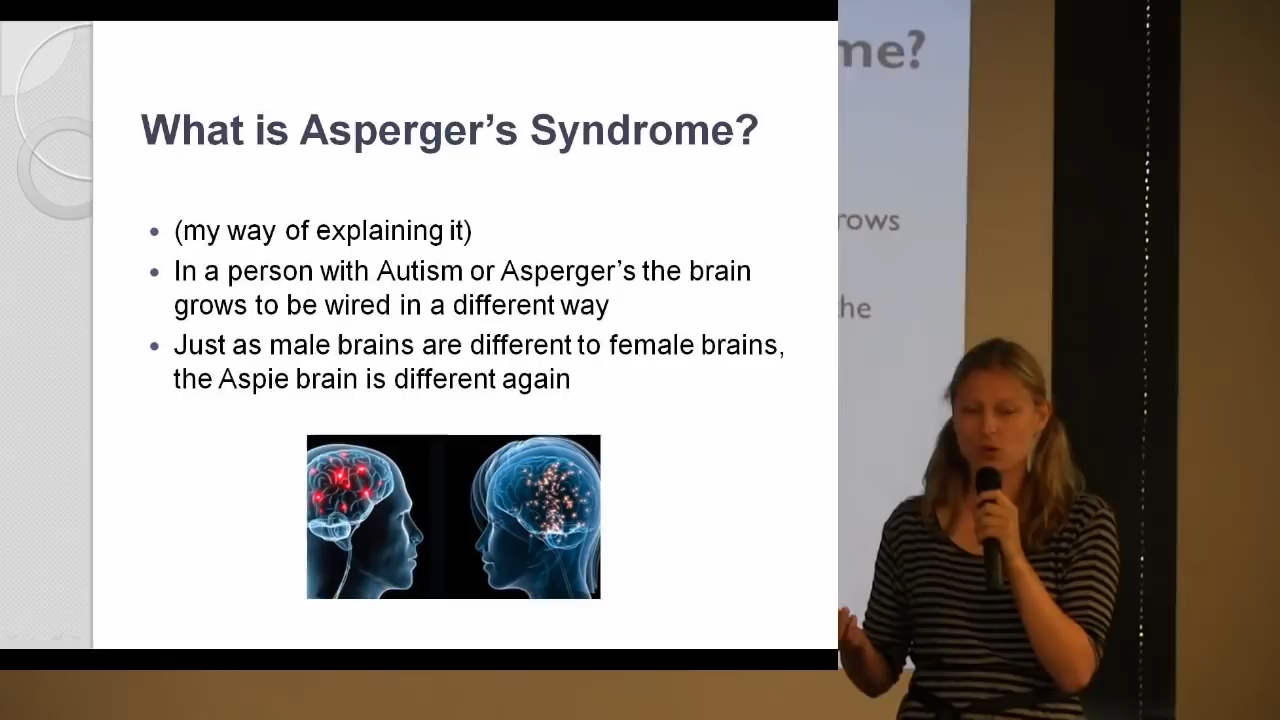 What is Asperger's Syndrome?
• (my way of explaining it)
• In a person with Autism or Asperger's the brain
grows to be wired in a different way
• Just as male brains are different to female brains,
the Aspie brain is different again
me?
rows
the